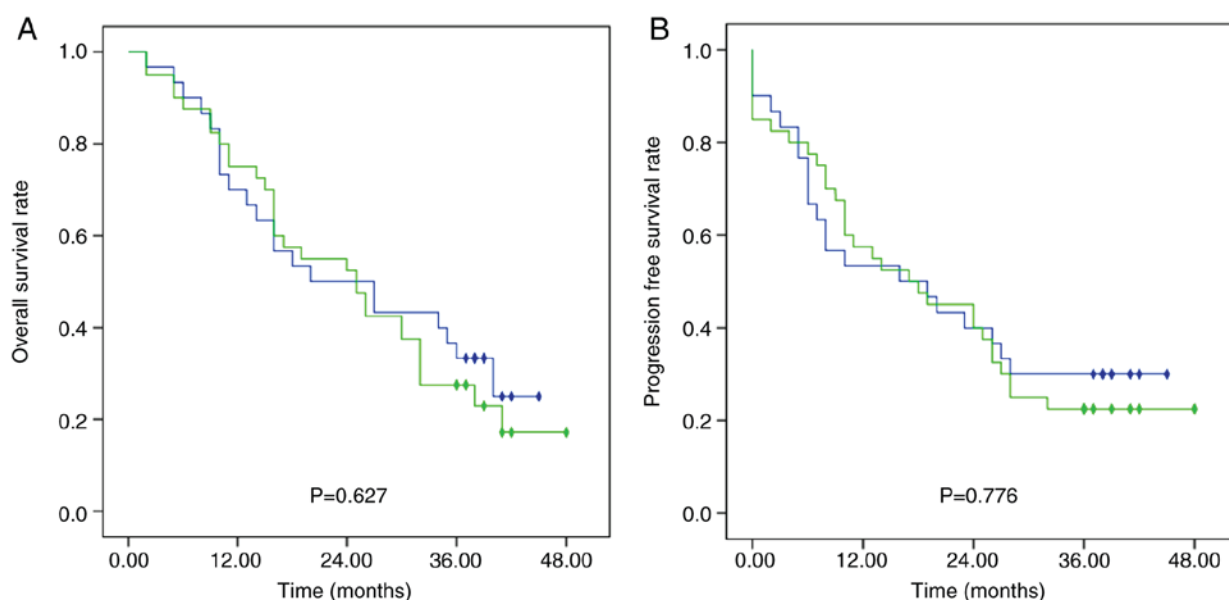 A
Overall survival rate
1.0
0.8
0.6
0.4
0.2
0.0
P=0.627
0.00 12.00 24.00 36.00 48.00
Time (months)
B
Progression free survival rate
1.0
0.8
0.6
0.4
0.2
0.0
P=0.776
0.00 12.00 24.00 36.00 48.00
Time (months)